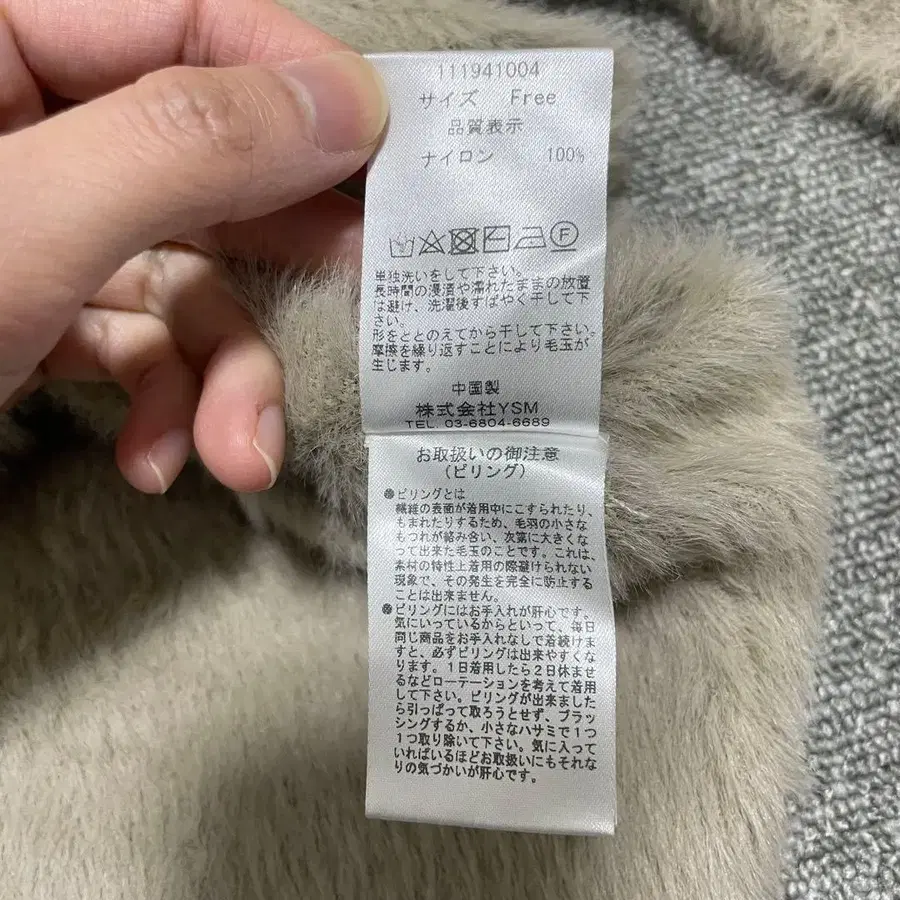 111941004
サイズ Free
品質表示
ナイロン 100%
F
単独洗いをして下さい。
長時間の浸漬や濡れたままの放置
は避け、洗濯後すばやく干して下
さい。
形をととのえてから干して下さい。
摩擦を繰り返すことにより毛玉が
生じます。
中国製
株式会社YSM
TEL.03-6804-6689
お取扱いの御注意
(ピリング)
●ピリングとは
繊維の表面が着用中にこすられたり、
もまれたりするため、毛羽の小さな
もつれが絡み合い、次第に大きくな
って出来た毛玉のことです。これは、
素材の特性上着用の際避けられない
現象で、その発生を完全に防止する
ことは出来ません。
●ピリングにはお手入れが肝心です。
気にいっているからといって、毎日
同じ商品をお手入れなしで着続けま
すと、必ずピリングは出来やすくな
ります。1日着用したら2日休ませ
るなどローテーションを考えて着用
して下さい。ピリングが出来ました
ら引っぱって取ろうとせず、ブラッ
シングするか、小さなハサミで1つ
1つ取り除いて下さい。気に入って
いればいるほどお取扱いにもそれな
りの気づかいが肝心です。